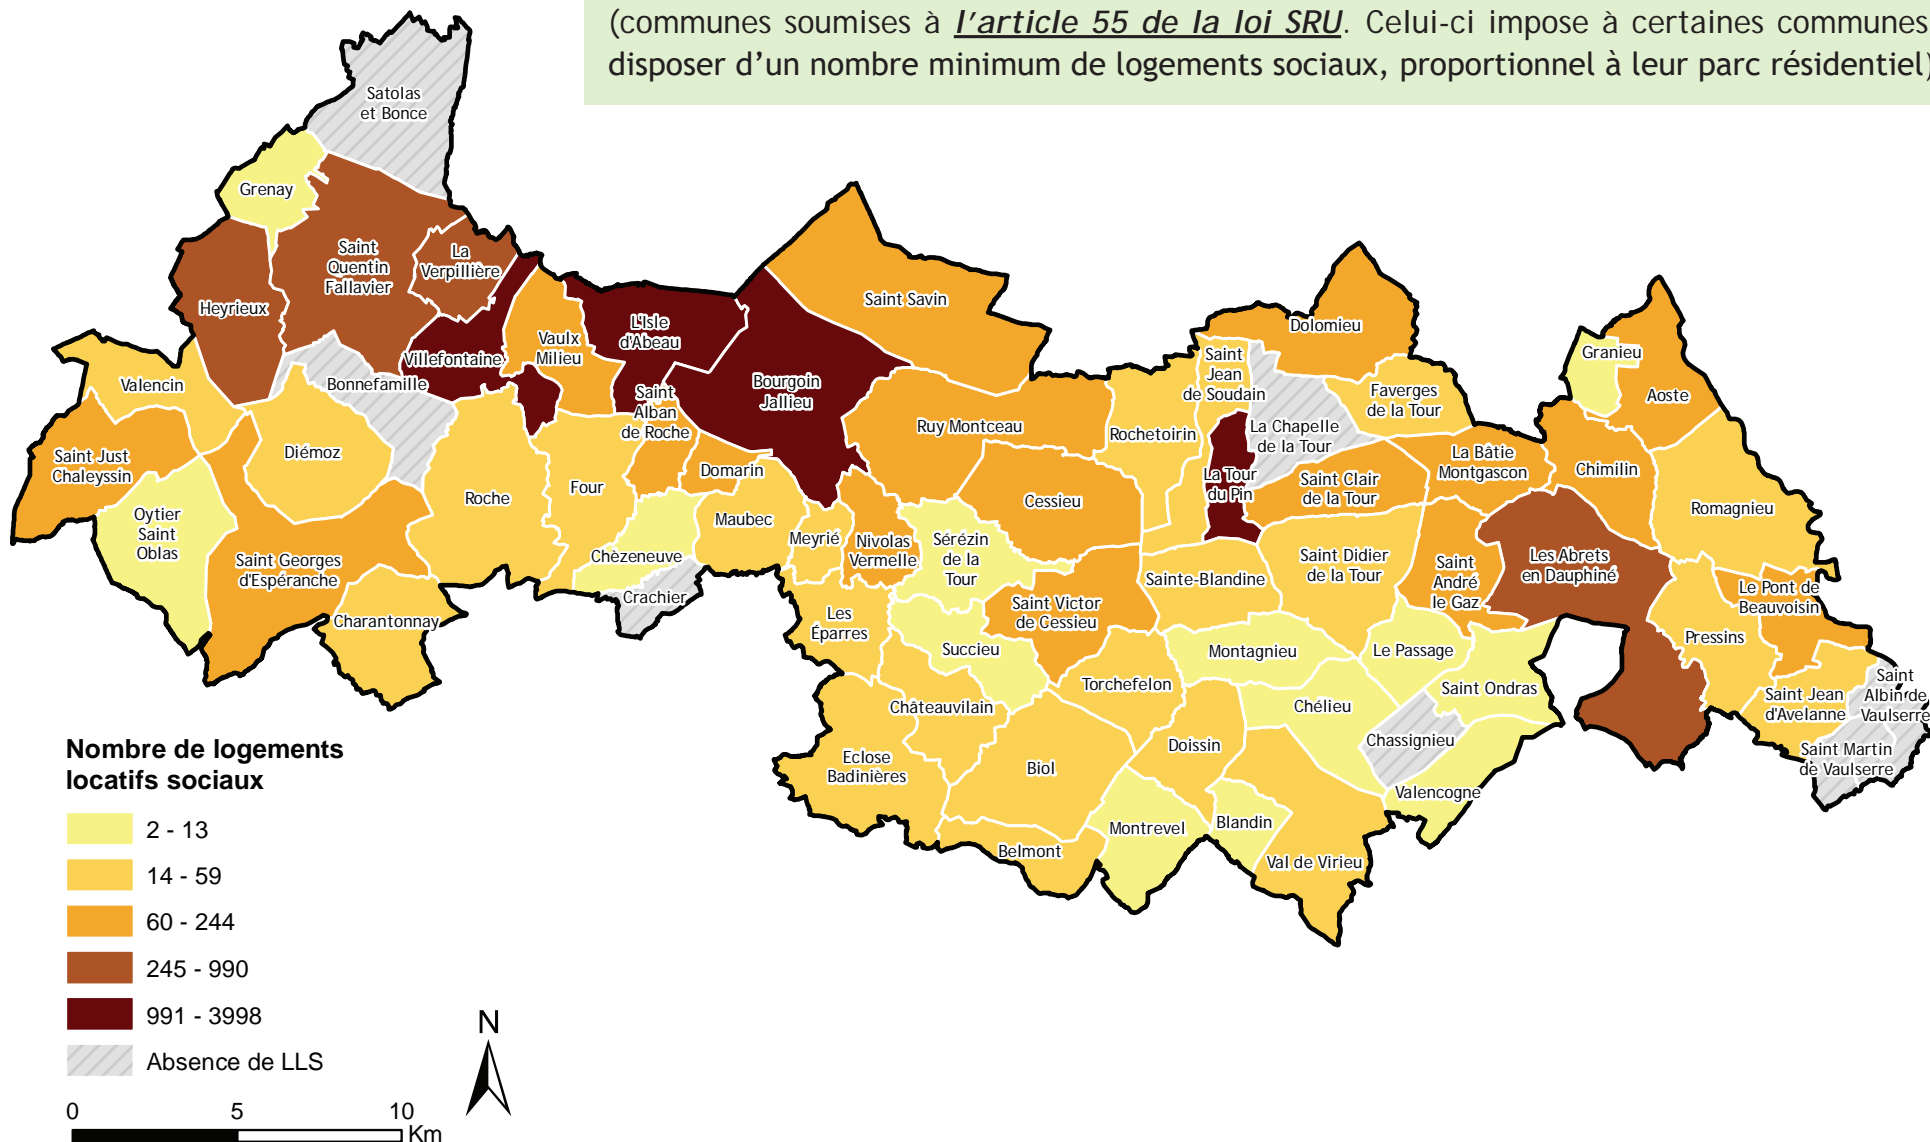 (communes soumises à l'article 55 de la loi SRU. Celui-ci impose à certaines communes
disposer d'un nombre minimum de logements sociaux, proportionnel à leur parc résidentiel)
Satolas
et Bonce
Grenay
Saint
Quentin
Fallavier
La
Verpillière
Heyrieux
Villefontaine
Vaulx
Milieu
L'Isle
d'Abeau
Saint Savin
Bourgoin
Jallieu
Saint
Alban
de Roche
Valencin
Bonnefamille
Saint Just
Chaleyssin
Diémoz
Roche
Four
Domarin
Oytier
Saint
Oblas
Saint Georges
d'Espéranche
Charantonnay
Chèzeneuve
Crachier
Maubec
Meyrié
Nivolas
Vermelle
Ruy Montceau
Cessieu
Sérézin
de la
Tour
Les
Éparres
Succieu
Saint Victor
de Cessieu
Rochetoirin
Saint
Jean
de Soudain
Dolomieu
La Chapelle
de la Tour
Faverges
de la Tour
La Tour
du Pin
Saint Clair
de la Tour
La Bâtie
Montgascon
Granieu
Aoste
Chimilin
Romagnieu
Sainte-Blandine
Saint Didier
de la Tour
Saint
André
le Gaz
Les Abrets
en Dauphiné
Le Pont de
Beauvoisin
Pressins
Saint Jean
d'Avelanne
Saint
Albin de
Vaulserre
Saint Martin
de Vaulserre
Montagnieu
Le Passage
Saint Ondras
Chélieu
Chassignieu
Valencogne
Torchefelon
Châteauvilain
Doissin
Eclose
Badinières
Biol
Belmont
Montrevel
Blandin
Val de Virieu
Nombre de logements
locatifs sociaux
2 - 13
14 - 59
60 - 244
245 - 990
991 - 3998
Absence de LLS
N
0 5 10
Km